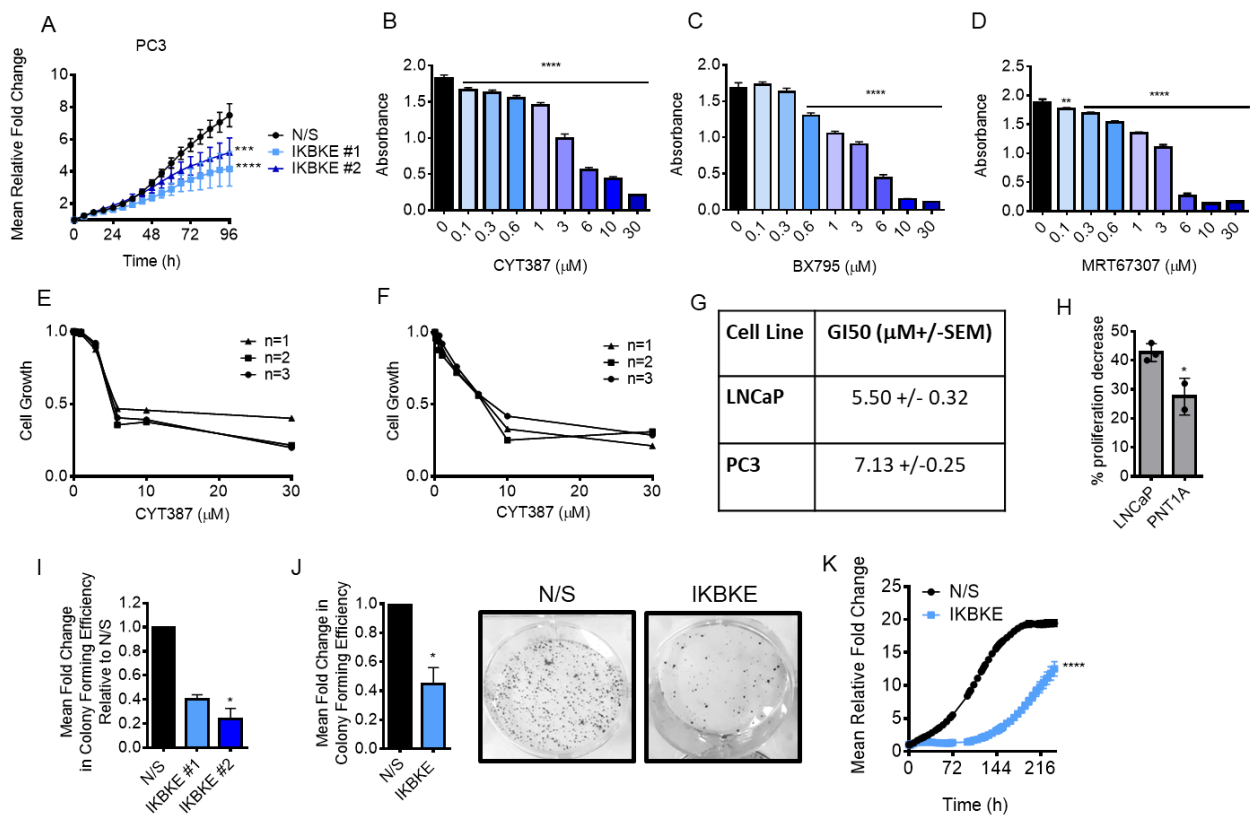 A
PC3
Mean Relative Fold Change
10
8
6
4
2
0
24
48
72
96
Time (h)
N/S
IKBKE #1
IKBKE #2
***
****
B
Absorbance
2.0
1.5
1.0
0.5
0.0
****
0
0.1
0.3
0.6
1
3
6
10
30
CYT387 (μM)
C
Absorbance
2.0
1.5
1.0
0.5
0.0
****
0
0.1
0.3
0.6
1
3
6
10
30
BX795 (μM)
D
Absorbance
2.0
1.5
1.0
0.5
0.0
**
****
0
0.1
0.3
0.6
1
3
6
10
30
MRT67307 (μM)
E
Cell Growth
1.0
0.5
0.0
0
10
20
30
CYT387 (μM)
n=1
n=2
n=3
F
Cell Growth
1.0
0.5
0.0
0
10
20
30
CYT387 (μM)
n=1
n=2
n=3
G
Cell Line
GI50 (μM+/-SEM)
LNCaP
5.50 +/- 0.32
PC3
7.13 +/-0.25
H
% proliferation decrease
50
40
30
20
10
0
*
LNCaP
PNT1A
I
Mean Fold Change
in Colony Forming Efficiency
Relative to N/S
1.2
1.0
0.8
0.6
0.4
0.2
0.0
*
N/S
IKBKE #1
IKBKE #2
J
Mean Fold Change in
Colony Forming Efficiency
1.0
0.8
0.6
0.4
0.2
0.0
*
N/S
IKBKE
N/S
IKBKE
K
Mean Relative Fold Change
25
20
15
10
5
0
N/S
IKBKE
****
0
72
144
216
Time (h)